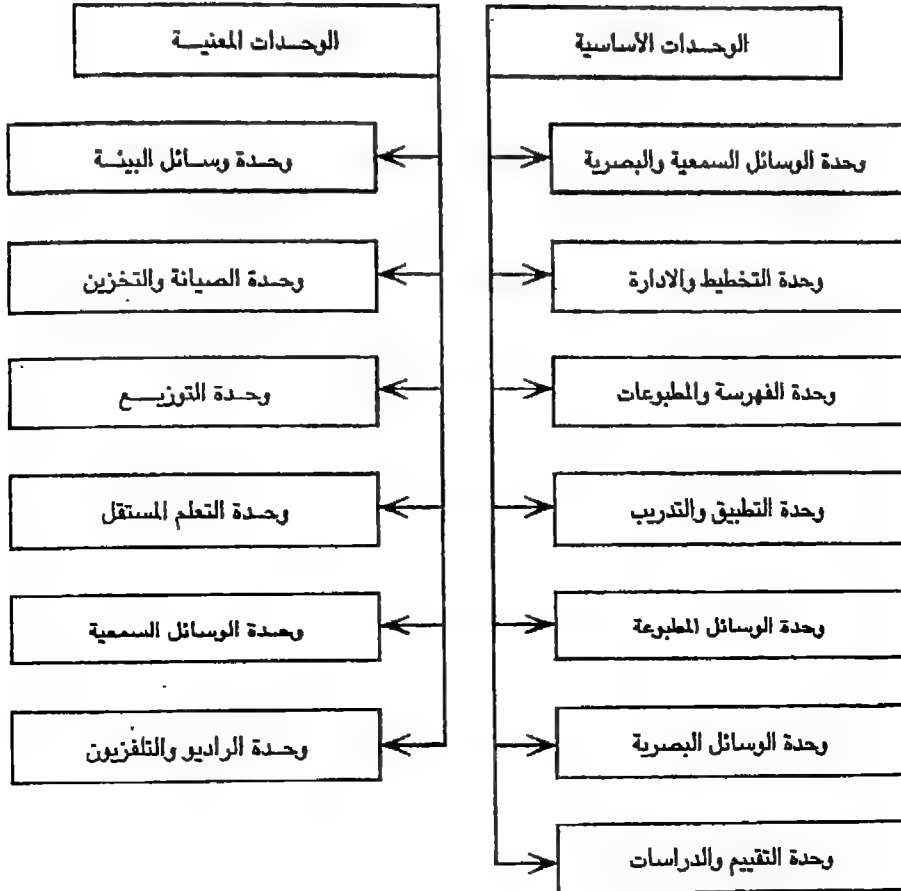 الوحدات الأساسية
وحدة الوسائل السمعية والبصرية
وحدة التخطيط والادارة
وحدة الفهرسة والمطبوعات
وحدة التطبيق والتدريب
وحدة الوسائل المطبوعة
وحدة الوسائل البصرية
وحدة التقييم والدراسات
الوحدات المعنية
وحدة وسائل البيئة
وحدة الصيانة والتخزين
وحدة التوزيع
وحدة التعلم المستقل
وحدة الوسائل السمعية
وحدة الراديو والتلفزيون